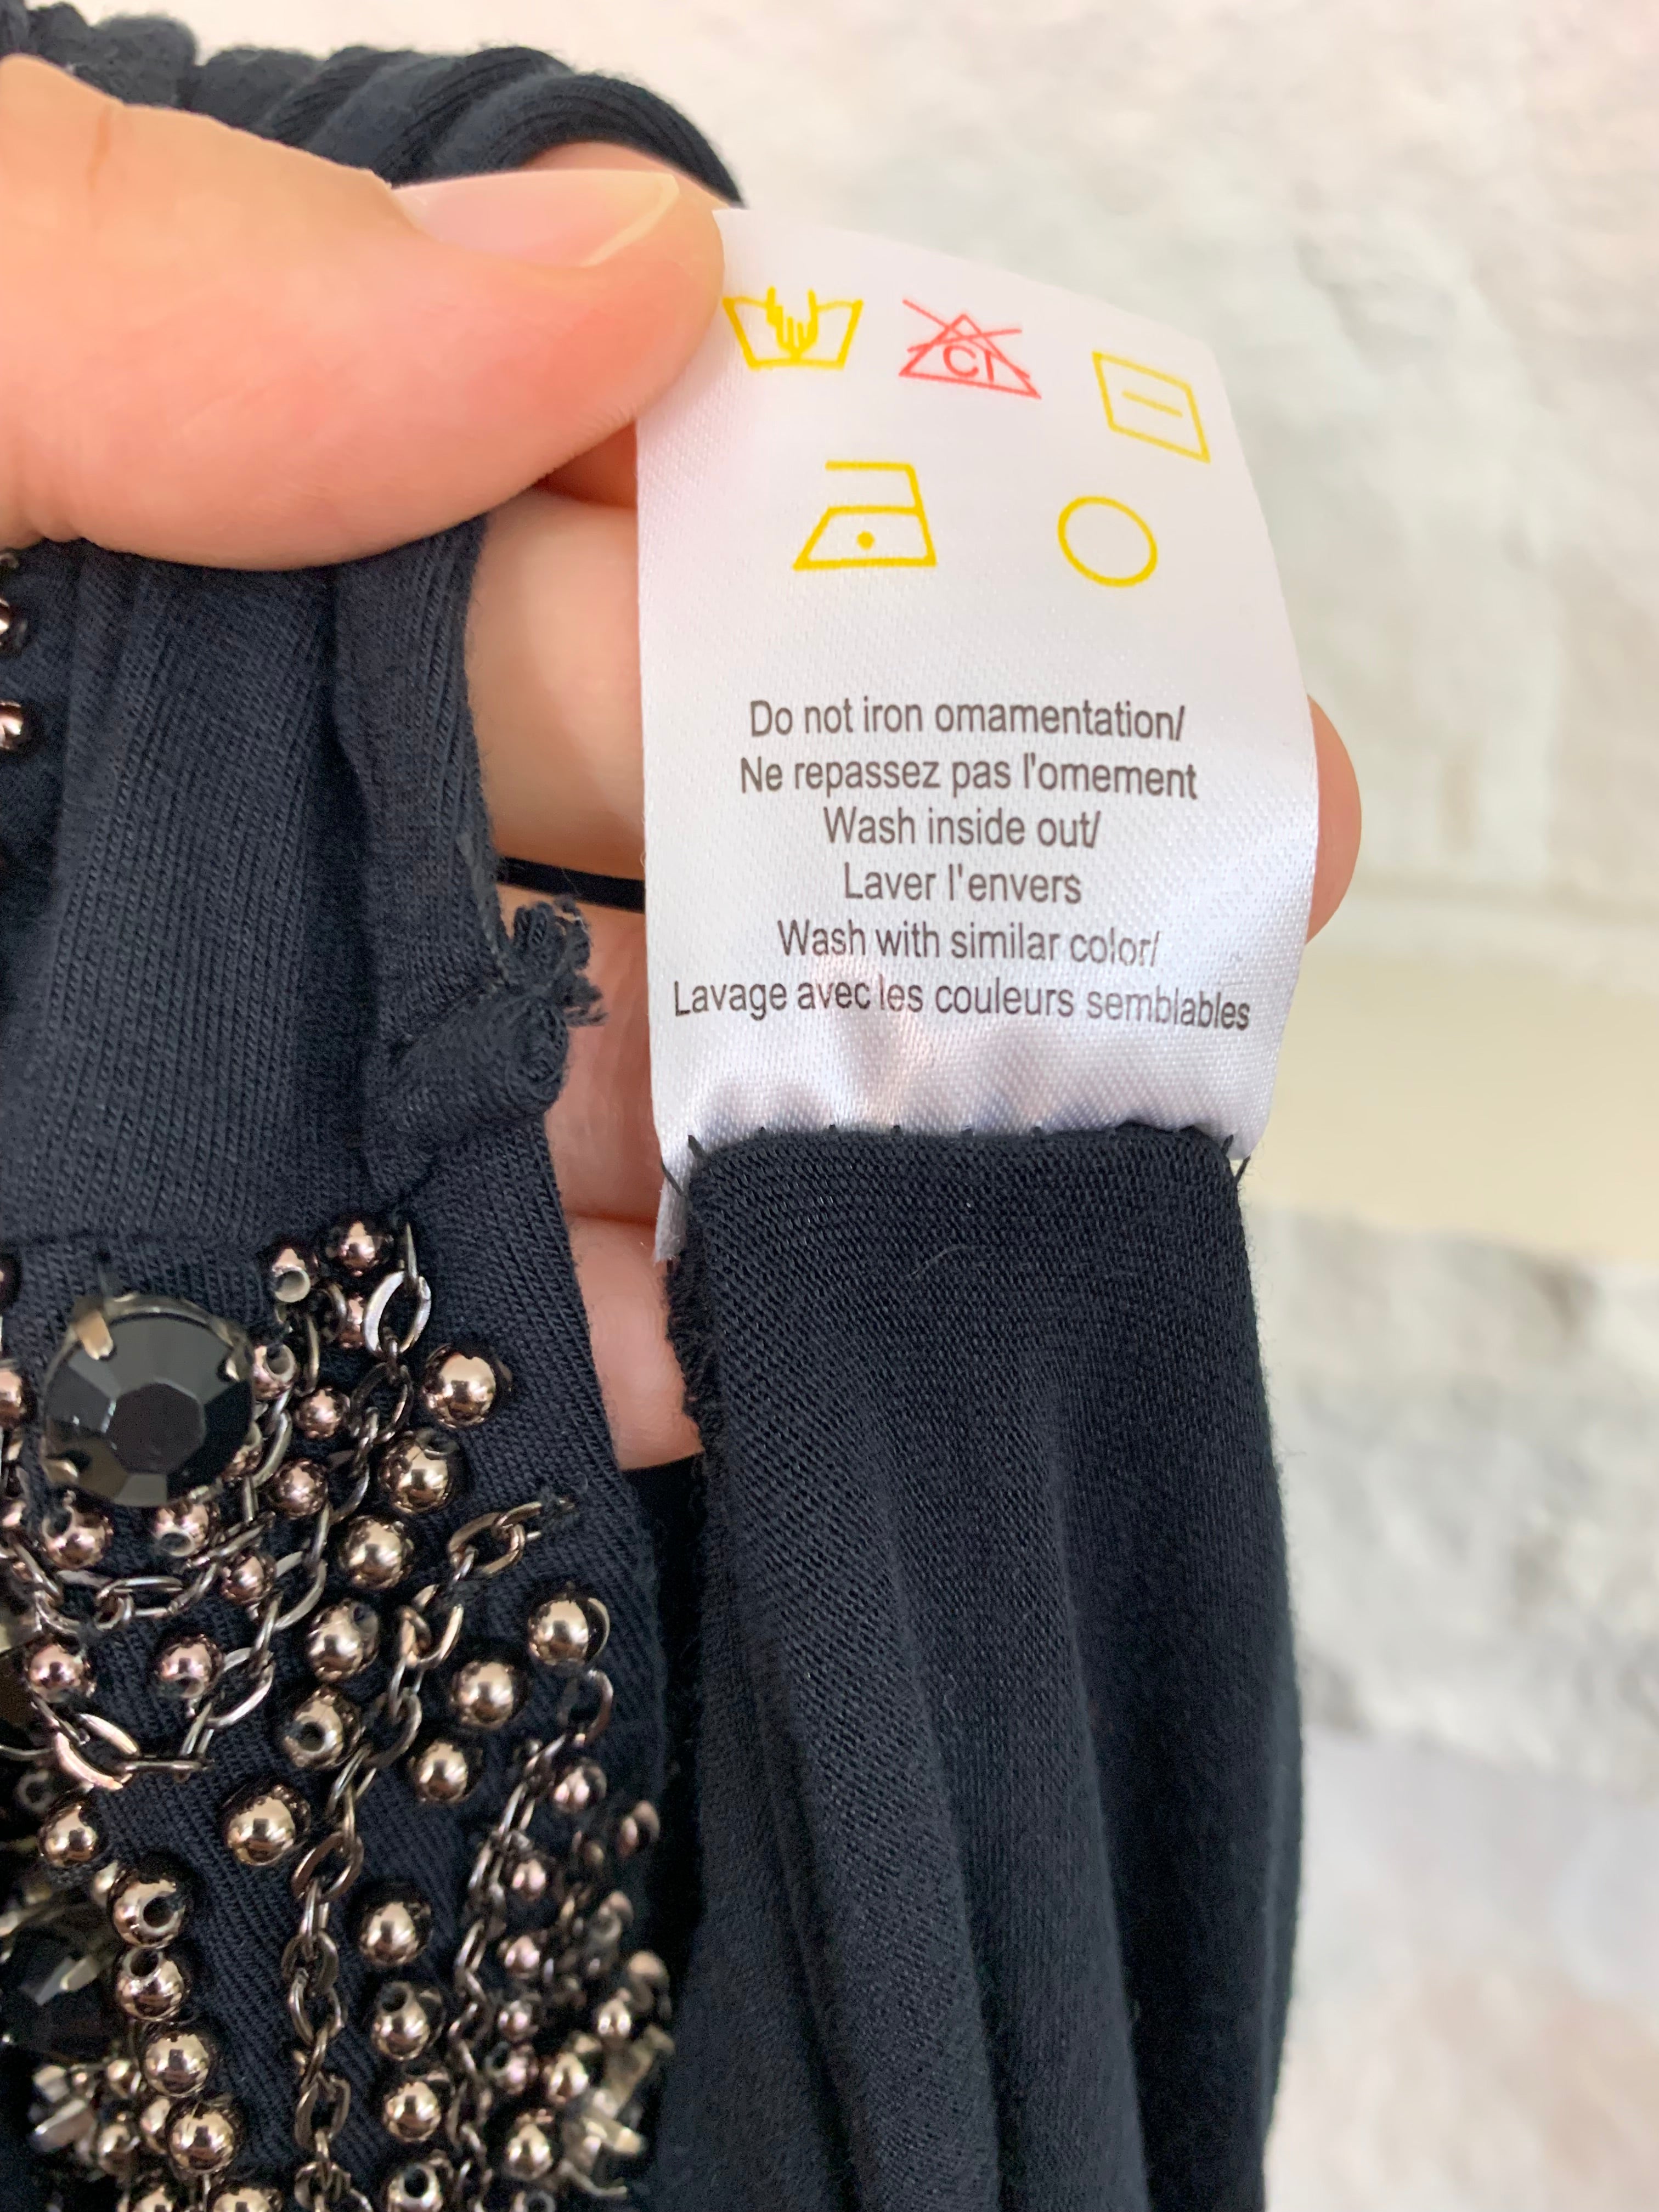 Cl
Do not iron omamentation/
Ne repassez pas l'omement
Wash inside out/
Laver l'envers
Wash with similar color/
Lavage avec les couleurs semblables